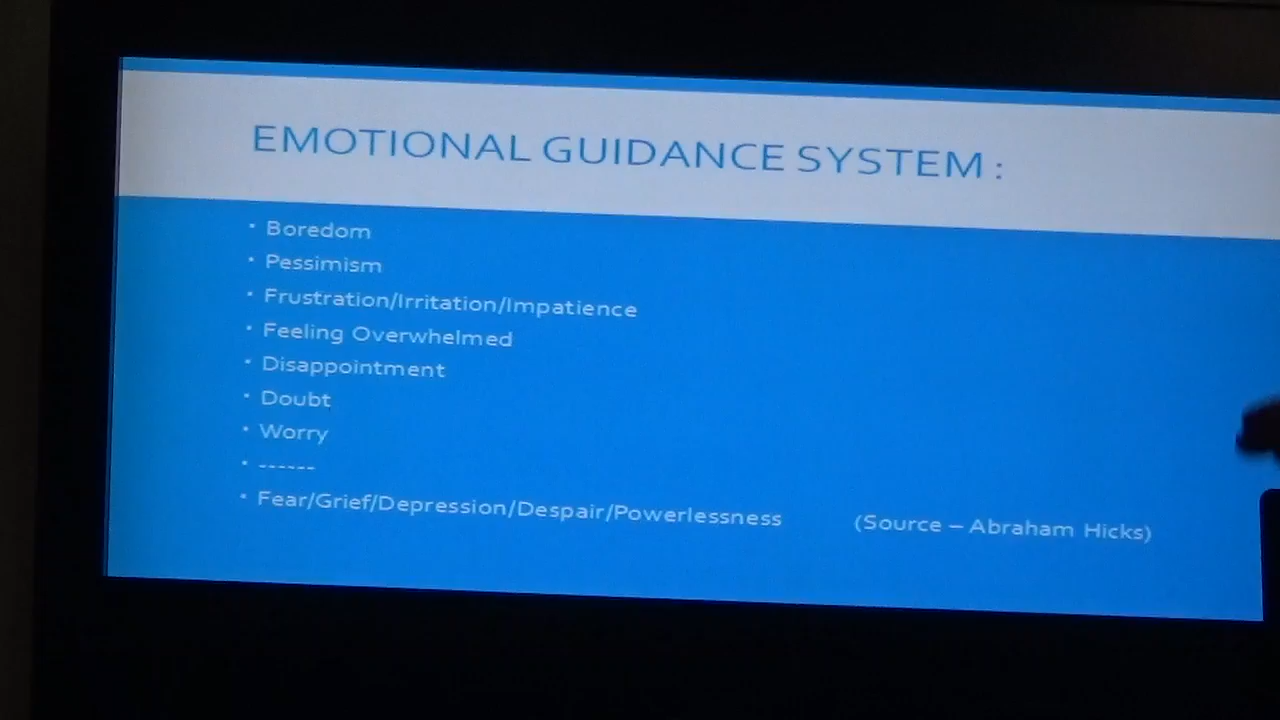 EMOTIONAL GUIDANCE SYSTEM :
• Boredom
• Pessimism
• Frustration/Irritation/Impatience
• Feeling Overwhelmed
• Disappointment
• Doubt
• Worry
• ------
• Fear/Grief/Depression/Despair/Powerlessness (Source – Abraham Hicks)